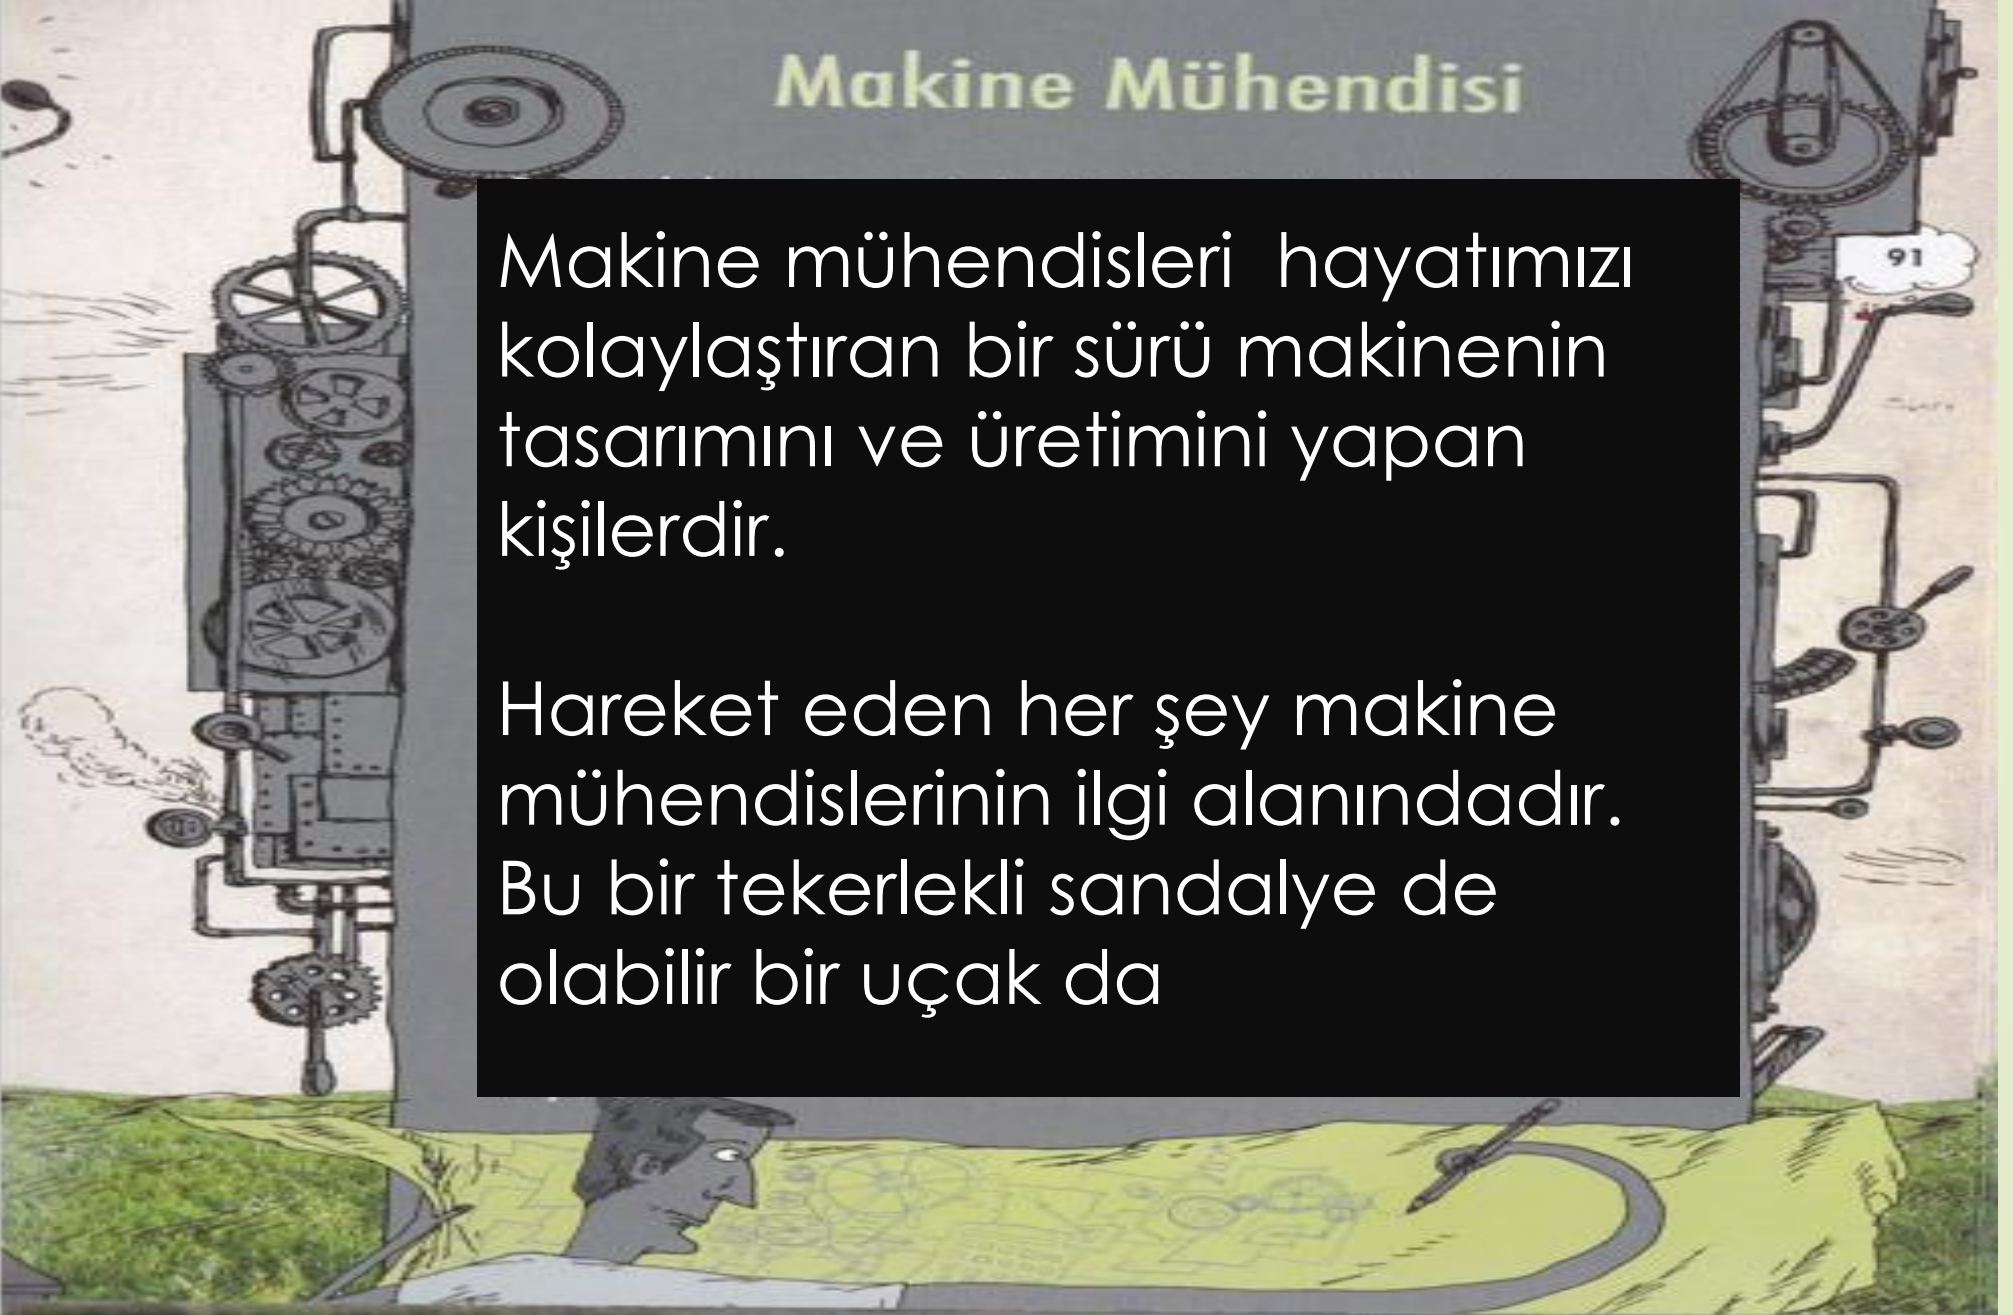 Makine Mühendisi
Makine mühendisleri  hayatımızı
kolaylaştıran bir sürü makinenin
tasarımını ve üretimini yapan
kişilerdir.
Hareket eden her şey makine
mühendislerinin ilgi alanındadır.
Bu bir tekerlekli sandalye de
olabilir bir uçak da
91